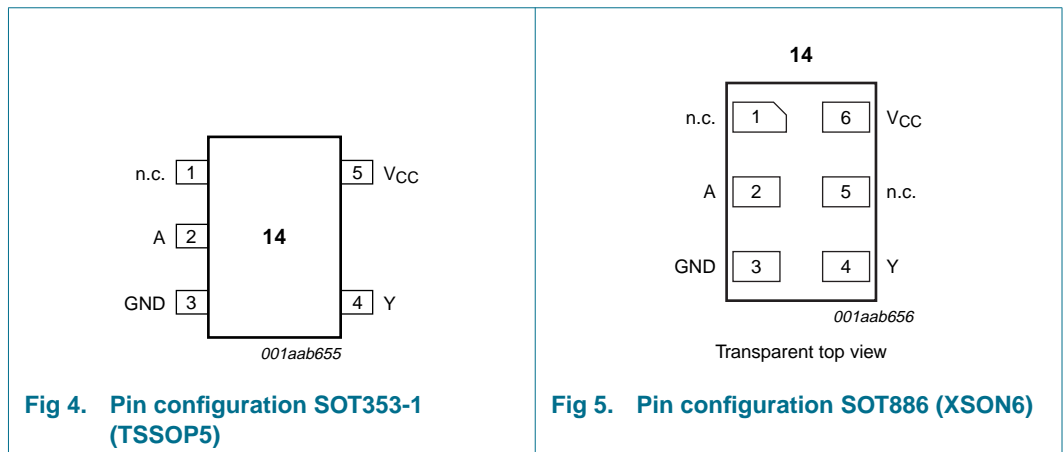 n.c. 1
5 VCC
A 2
14
GND 3
4 Y
001aab655
Fig 4. Pin configuration SOT353-1
(TSSOP5)
14
n.c. 1
6 VCC
A 2
5 n.c.
GND 3
4 Y
001aab656
Transparent top view
Fig 5. Pin configuration SOT886 (XSON6)